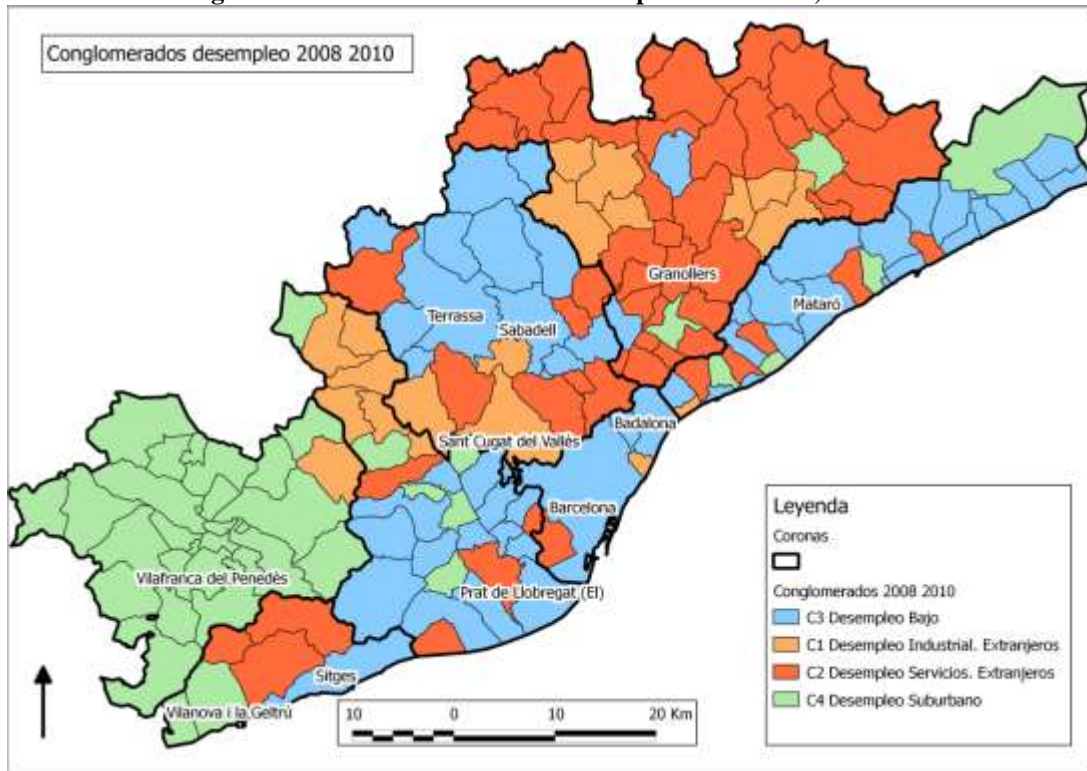 Conglomerados desempleo 2008 2010
Granollers
Mataró
Terrassa
Sabadell
Badalona
Sant Cugat del Vallès
Barcelona
Vilafranca del Penedès
Prat de Llobregat (El)
Sitges
Vilanova i la Geltrú
10 0 10 20 Km
Leyenda
Coronas
Conglomerados 2008 2010
C3 Desempleo Bajo
C1 Desempleo Industrial. Extranjeros
C2 Desempleo Servicios. Extranjeros
C4 Desempleo Suburbano